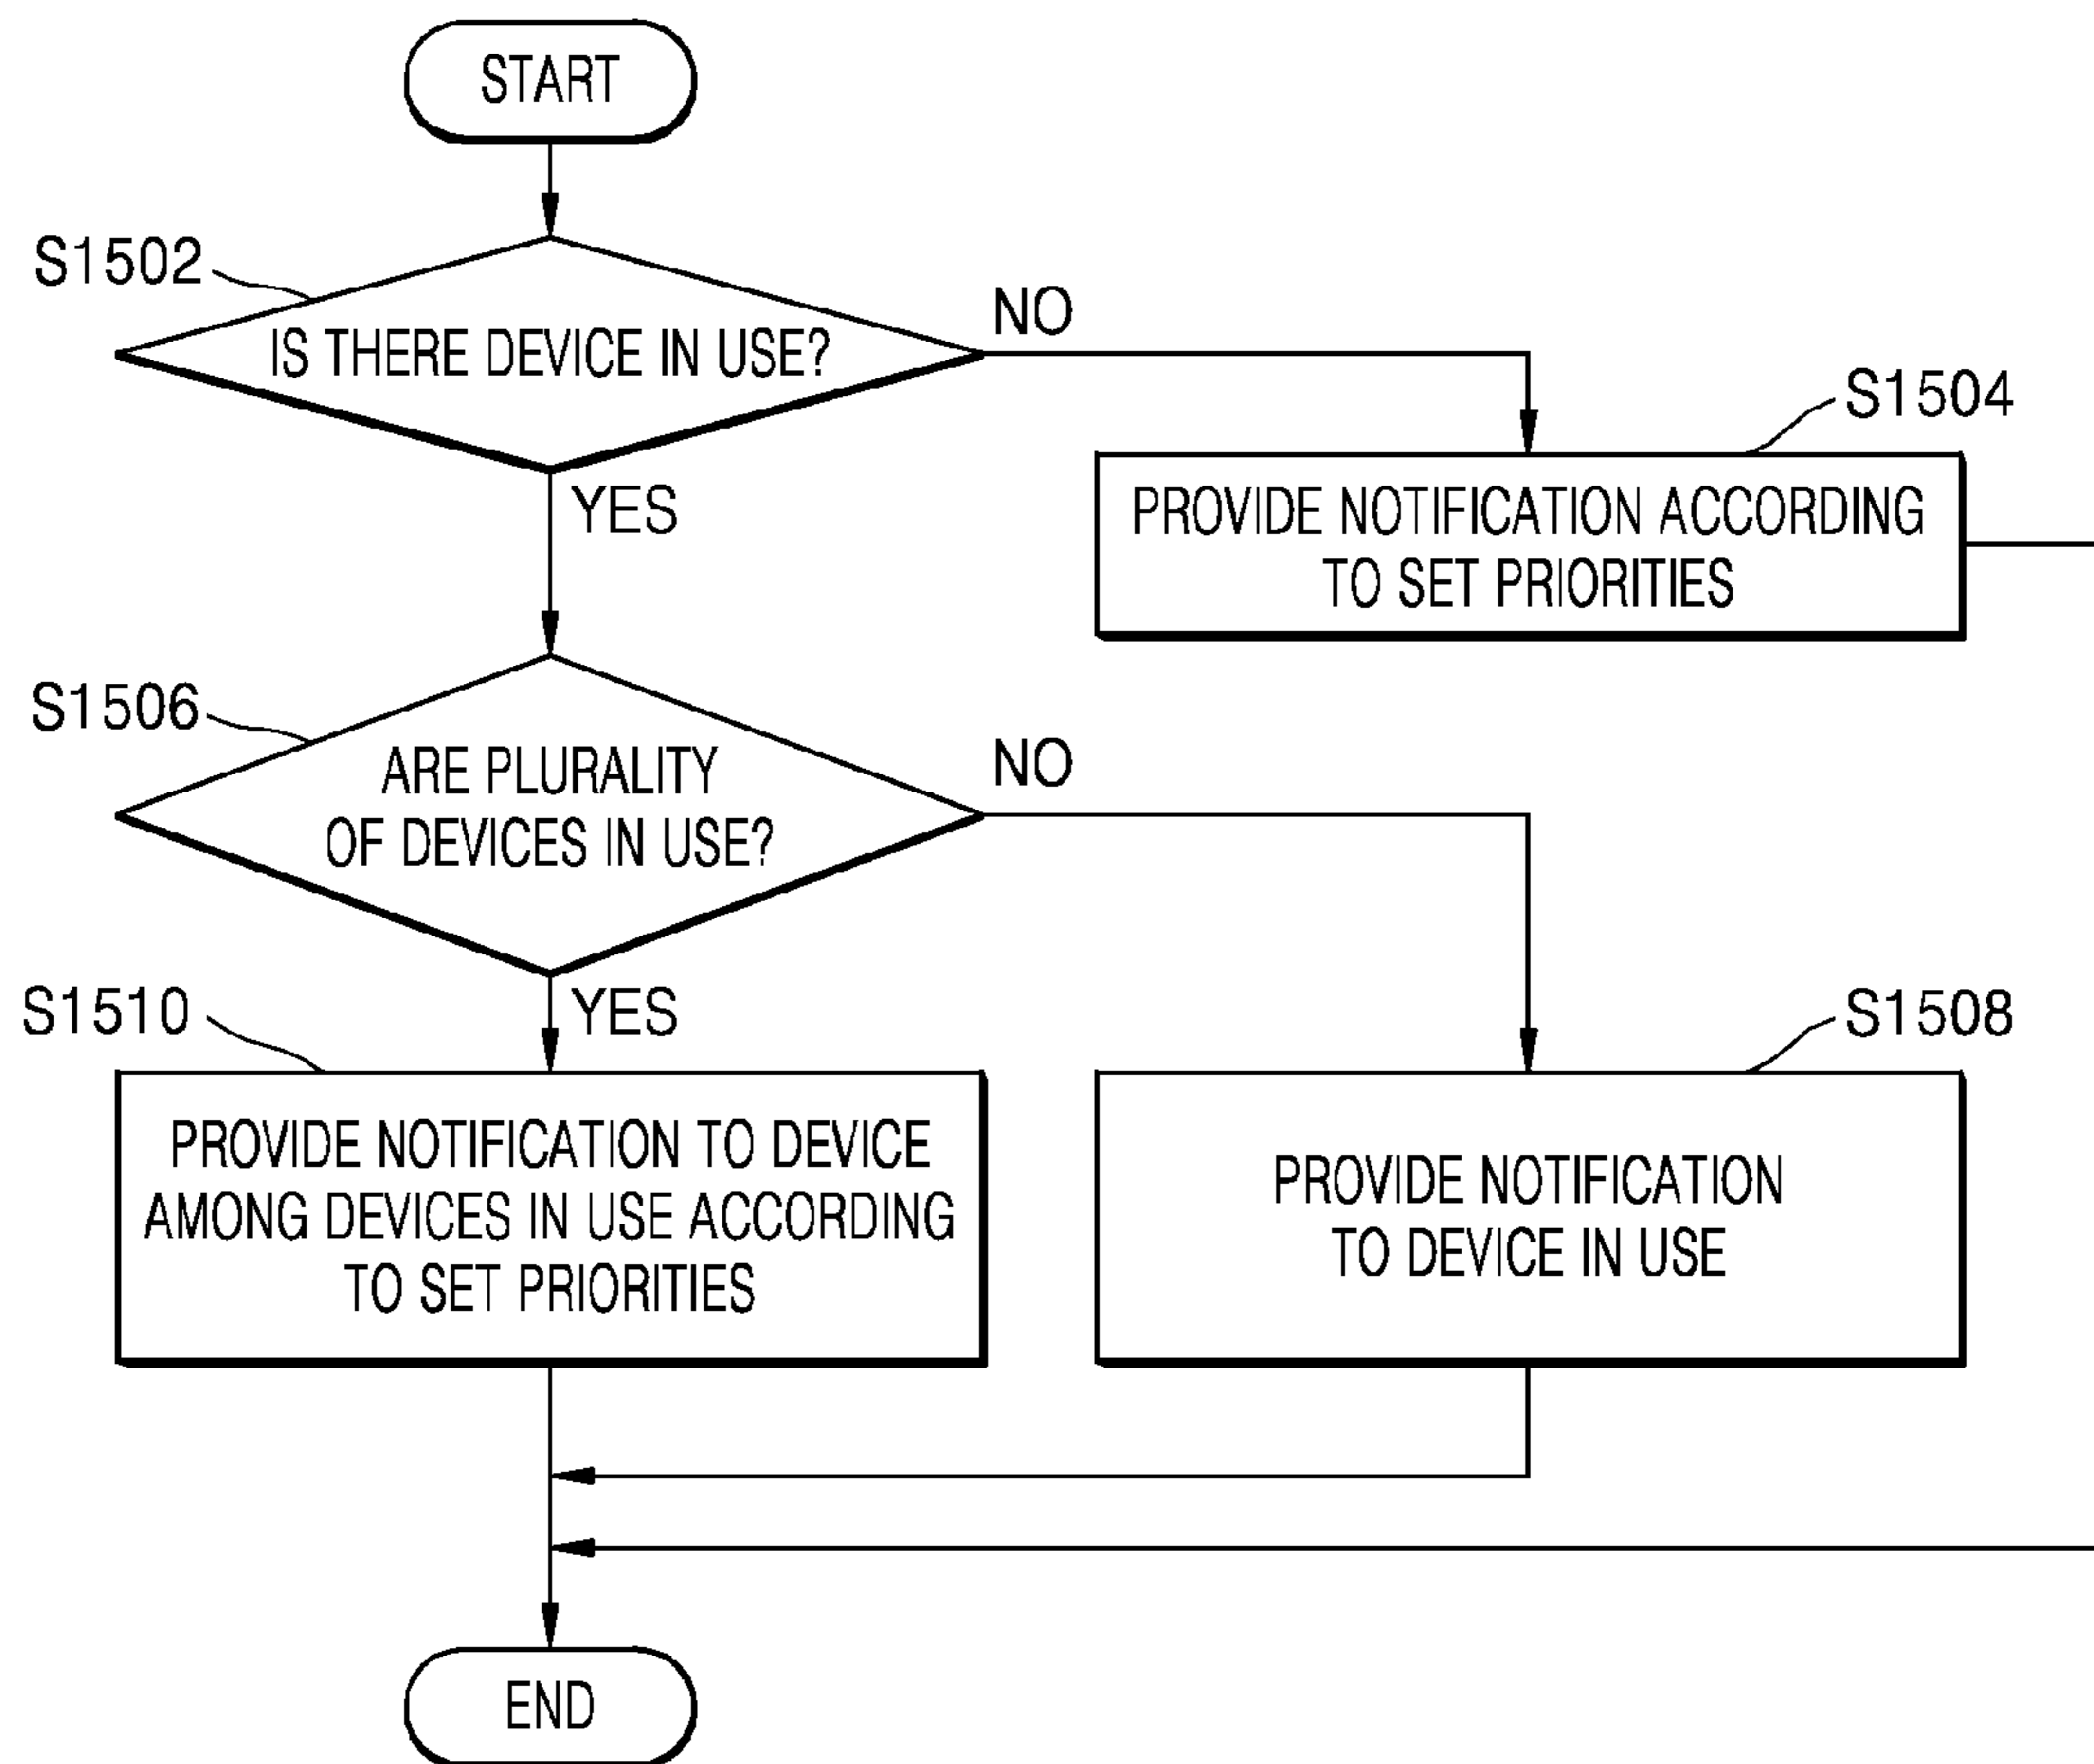 START
S1502
IS THERE DEVICE IN USE?
NO
YES
S1504
PROVIDE NOTIFICATION ACCORDING
TO SET PRIORITIES
S1506
ARE PLURALITY
OF DEVICES IN USE?
NO
YES
S1510
PROVIDE NOTIFICATION TO DEVICE
AMONG DEVICES IN USE ACCORDING
TO SET PRIORITIES
S1508
PROVIDE NOTIFICATION
TO DEVICE IN USE
END